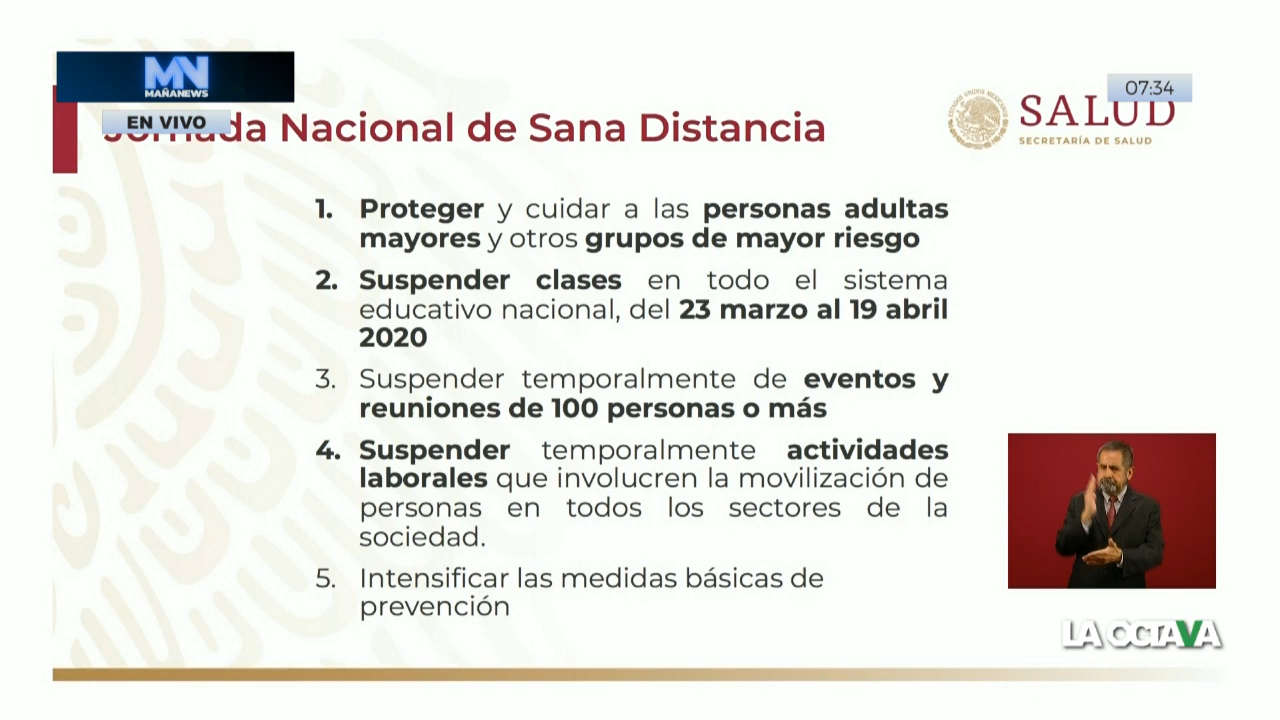 MN
MAÑANEWS
EN VIVO
07:34
Jornada Nacional de Sana Distancia
SALUD
SECRETARÍA DE SALUD
1. Proteger y cuidar a las personas adultas
mayores y otros grupos de mayor riesgo
2. Suspender clases en todo el sistema
educativo nacional, del 23 marzo al 19 abril
2020
3. Suspender temporalmente de eventos y
reuniones de 100 personas o más
4. Suspender temporalmente actividades
laborales que involucren la movilización de
personas en todos los sectores de la
sociedad.
5. Intensificar las medidas básicas de
prevención
LA OCTAVA